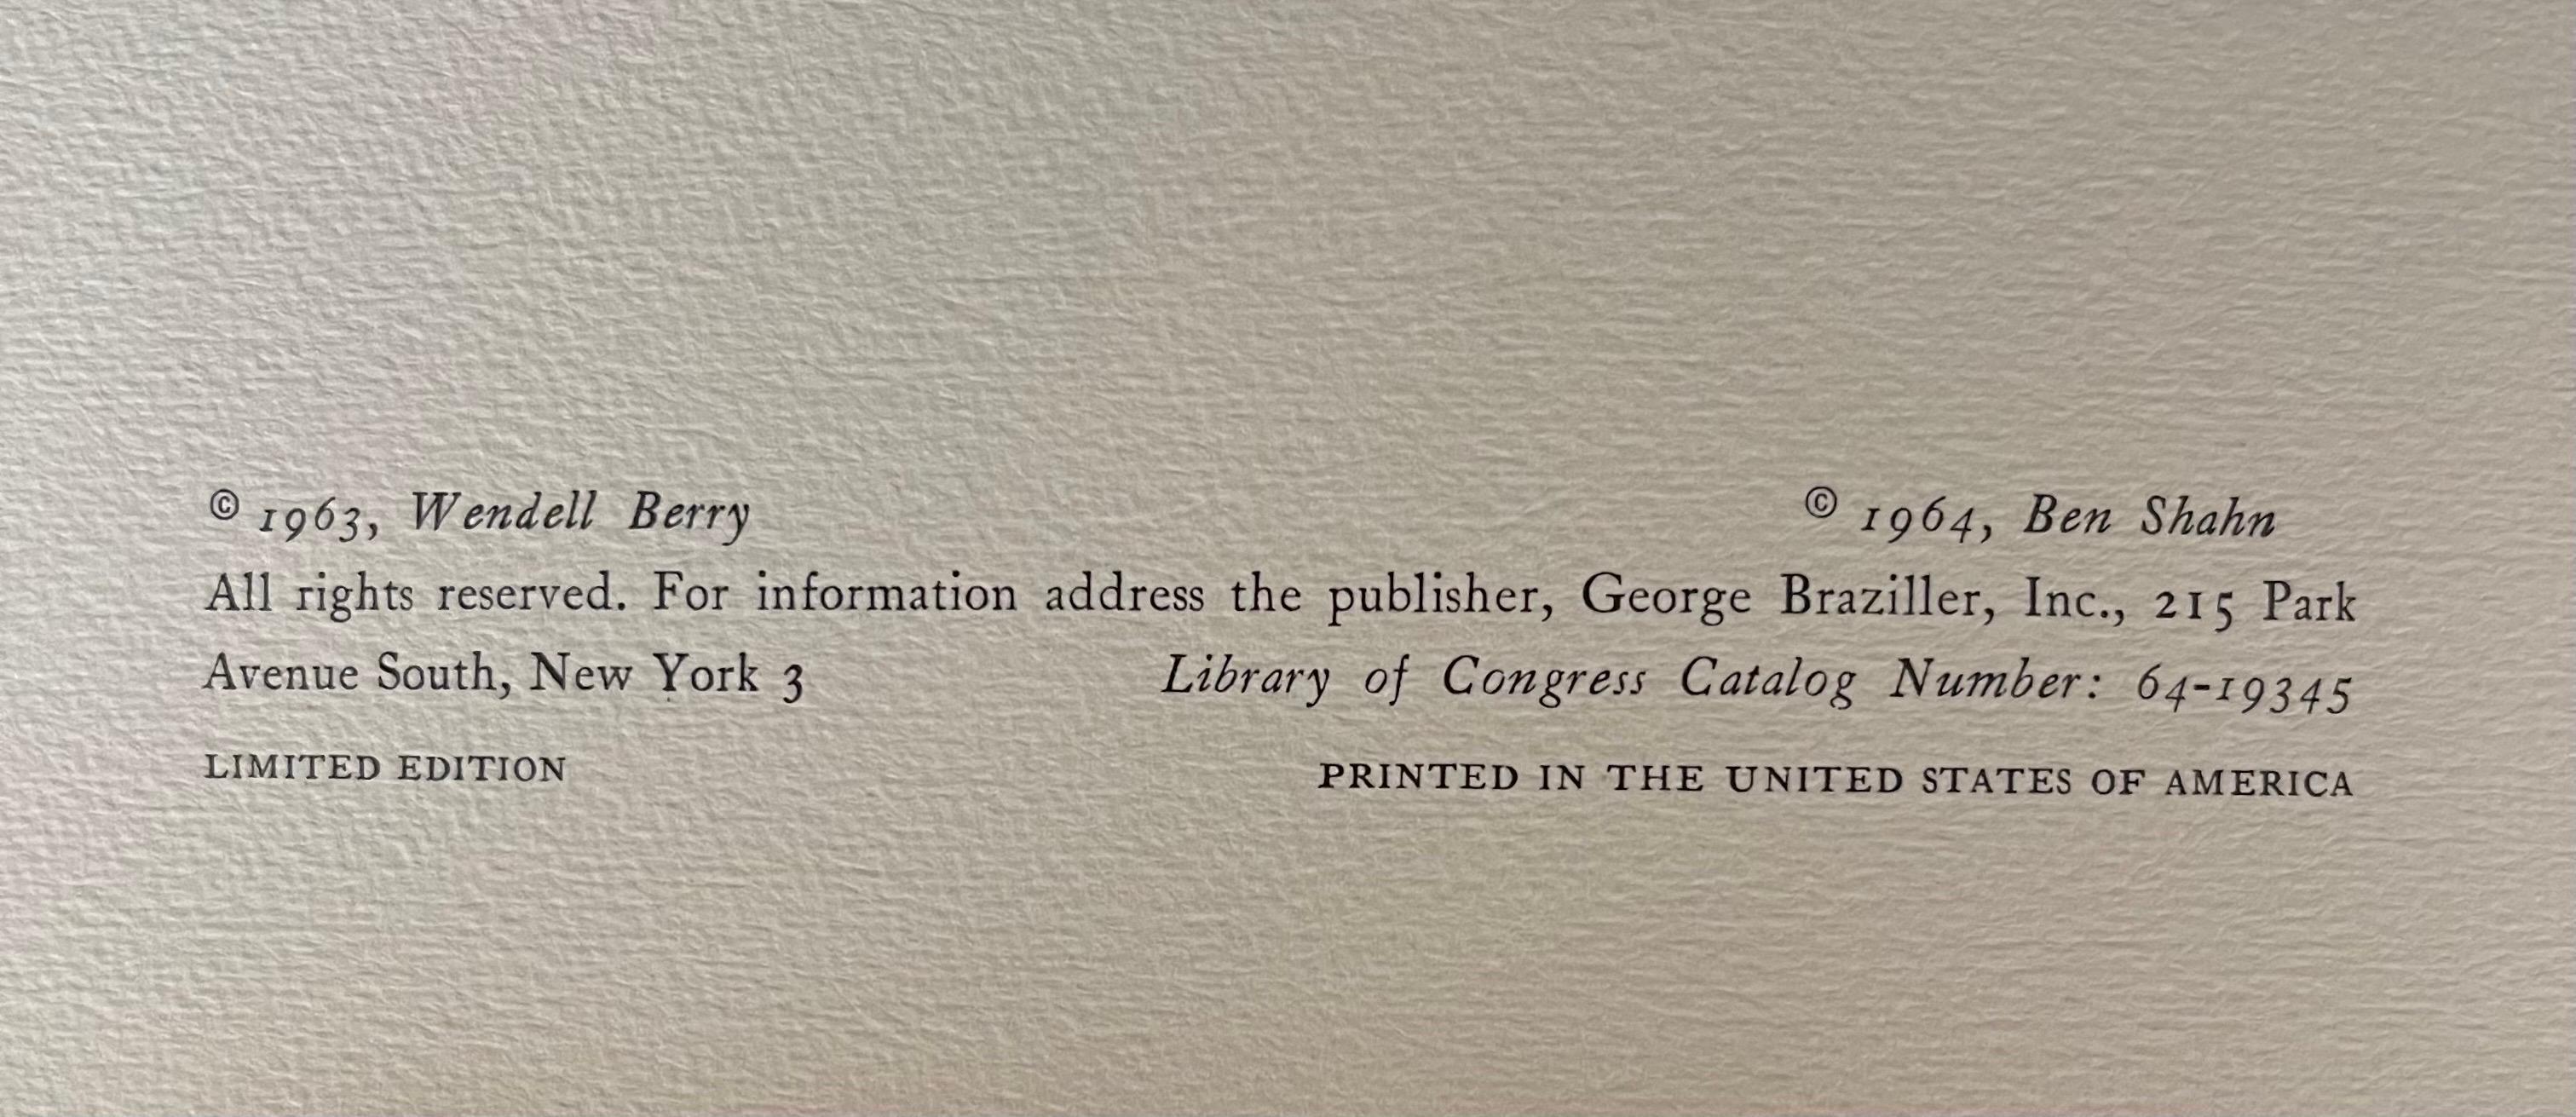 © 1963, Wendell Berry © 1964, Ben Shahn
All rights reserved. For information address the publisher, George Braziller, Inc., 215 Park
Avenue South, New York 3 Library of Congress Catalog Number: 64-19345
LIMITED EDITION PRINTED IN THE UNITED STATES OF AMERICA